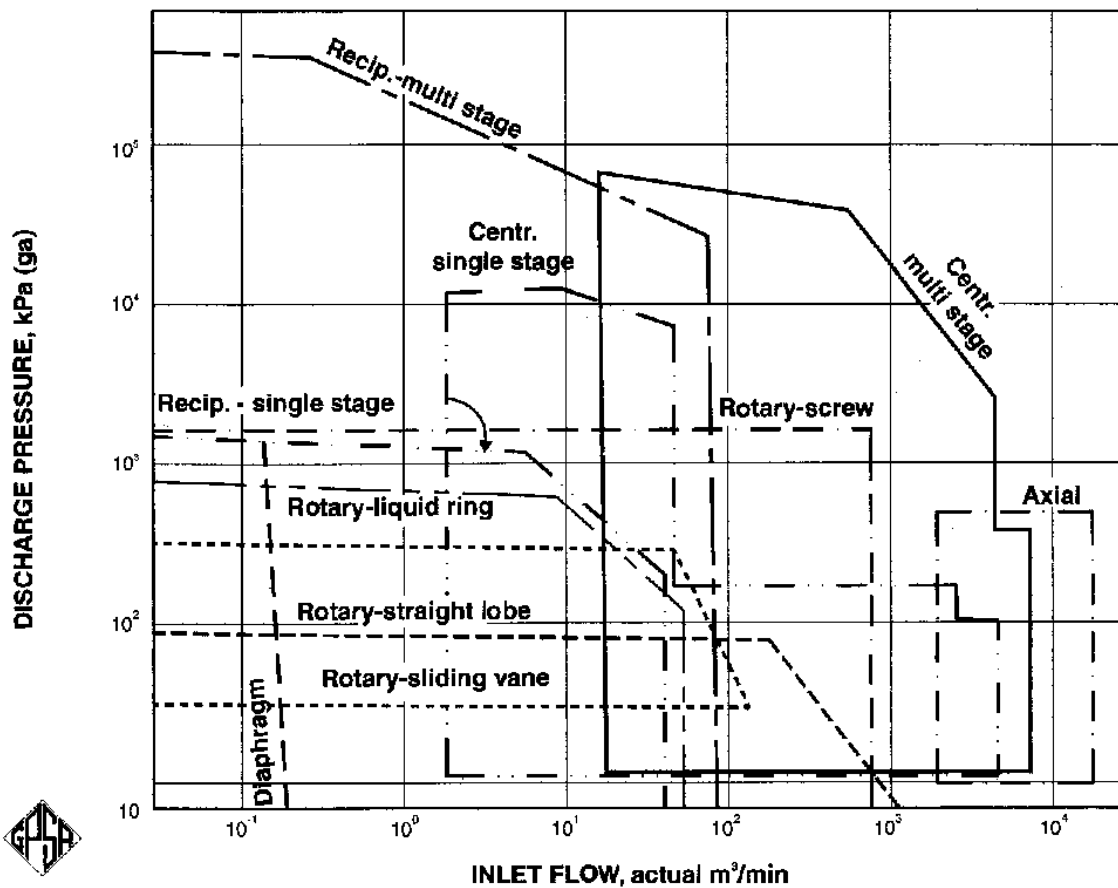 Recip.-multi
stage
10⁵
Centr.
single stage
Centr.
multi stage
10⁴
DISCHARGE PRESSURE, kPa (ga)
Recip. - single stage
Rotary-screw
10³
Rotary-liquid ring
Axial
10²
Rotary-straight lobe
Rotary-sliding vane
Diaphragm
10
10⁻¹
10⁰
10¹
10²
10³
10⁴
INLET FLOW, actual m³/min
GPSA